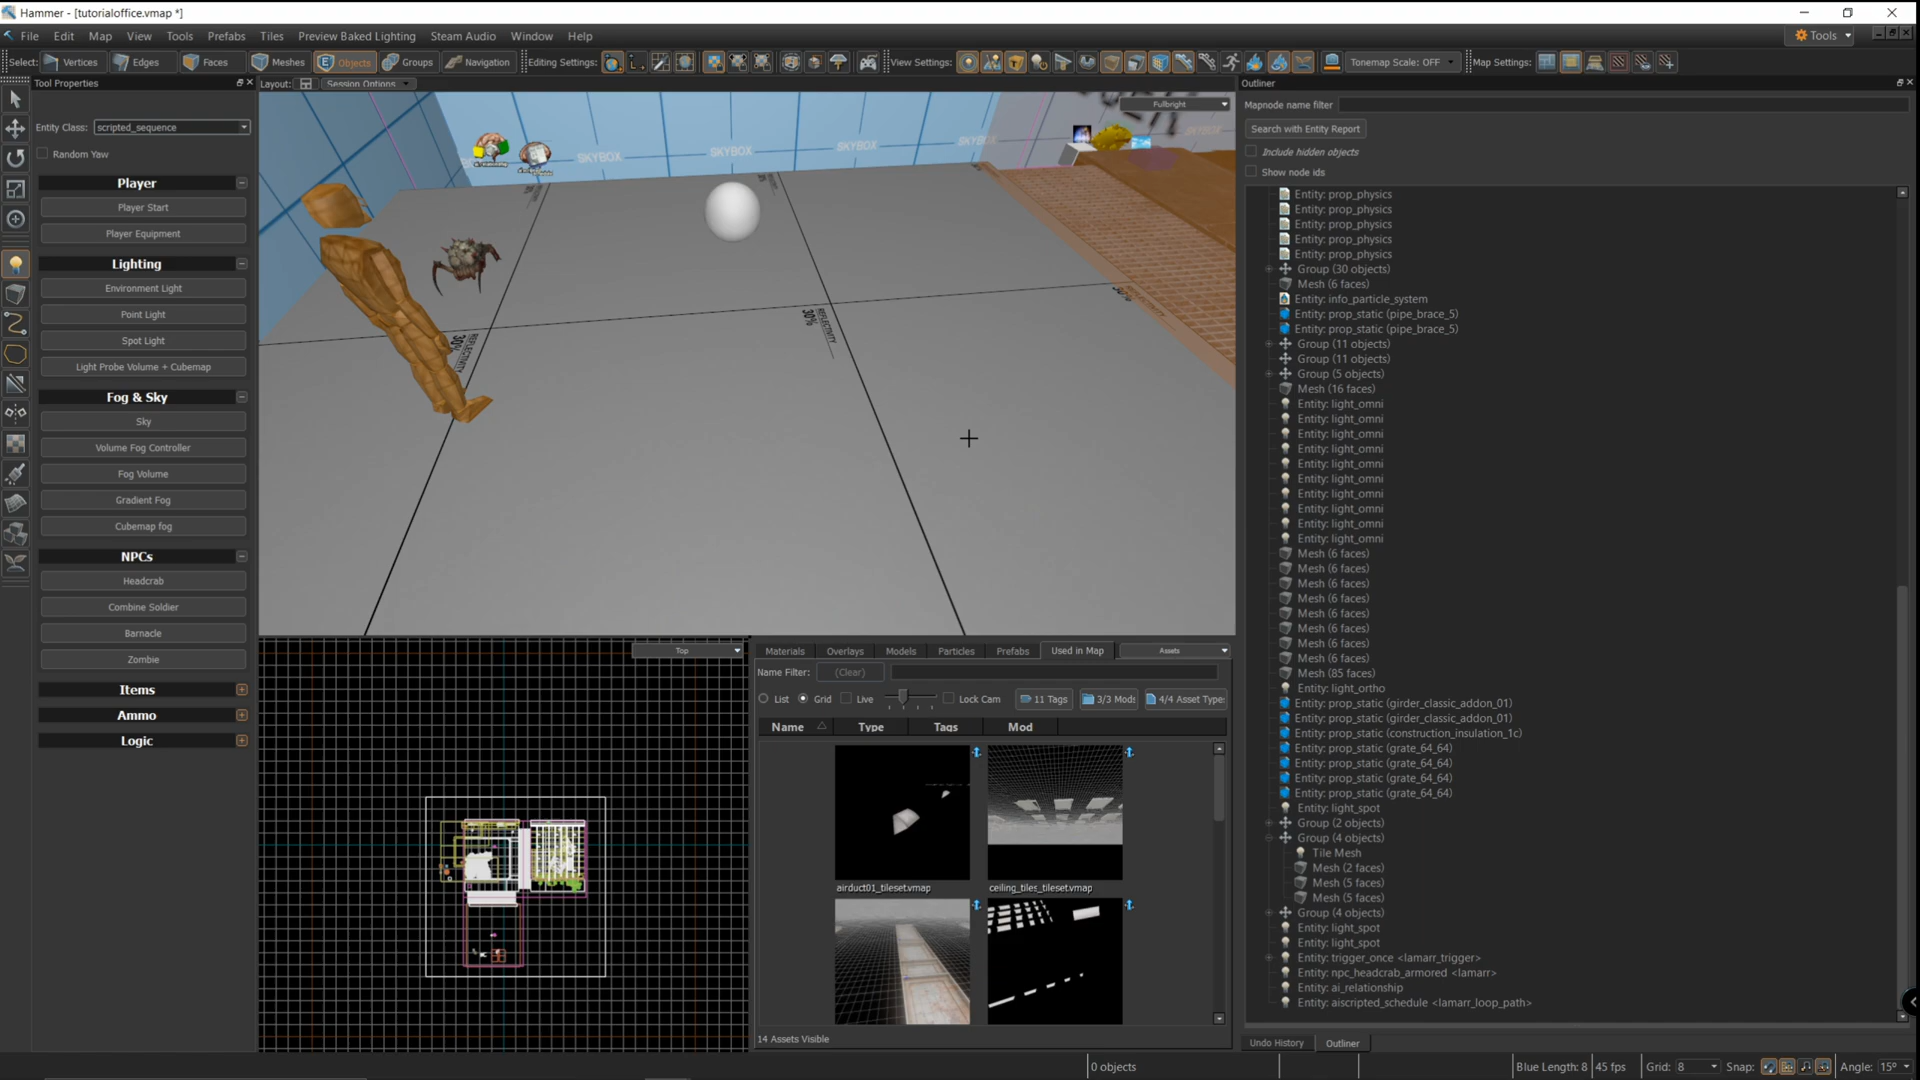 Hammer - [tutorialoffice.vmap *]
File Edit Map View Tools Prefabs Tiles Preview Baked Lighting Steam Audio Window Help
Tools
Select: Vertices Edges Faces Meshes Objects Groups Navigation Editing Settings: View Settings: Tonemap Scale: OFF Map Settings:
Tool Properties
Layout: Session Options
Outliner
Entity Class: scripted_sequence
Random Yaw
Player
Player Start
Player Equipment
Lighting
Environment Light
Point Light
Spot Light
Light Probe Volume + Cubemap
Fog & Sky
Sky
Volume Fog Controller
Fog Volume
Gradient Fog
Cubemap fog
NPCs
Headcrab
Combine Soldier
Barnacle
Zombie
Items
Ammo
Logic
Fullbright
SKYBOX SKYBOX SKYBOX SKYBOX
30% REFLECTIVITY
30% REFLECTIVITY
30%
Top
Materials Overlays Models Particles Prefabs Used in Map Assets
Name Filter: (Clear)
List Grid Live Lock Cam 11 Tags 3/3 Mods 4/4 Asset Types
Name Type Tags Mod
airduct01_tileset.vmap
ceiling_tiles_tileset.vmap
14 Assets Visible
Mapnode name filter
Search with Entity Report
Include hidden objects
Show node ids
Entity: prop_physics
Entity: prop_physics
Entity: prop_physics
Entity: prop_physics
Entity: prop_physics
Group (30 objects)
Mesh (6 faces)
Entity: info_particle_system
Entity: prop_static (pipe_brace_5)
Entity: prop_static (pipe_brace_5)
Group (11 objects)
Group (11 objects)
Group (5 objects)
Mesh (16 faces)
Entity: light_omni
Entity: light_omni
Entity: light_omni
Entity: light_omni
Entity: light_omni
Entity: light_omni
Entity: light_omni
Entity: light_omni
Entity: light_omni
Entity: light_omni
Mesh (6 faces)
Mesh (6 faces)
Mesh (6 faces)
Mesh (6 faces)
Mesh (6 faces)
Mesh (6 faces)
Mesh (6 faces)
Mesh (6 faces)
Mesh (85 faces)
Entity: light_ortho
Entity: prop_static (girder_classic_addon_01)
Entity: prop_static (girder_classic_addon_01)
Entity: prop_static (construction_insulation_1c)
Entity: prop_static (grate_64_64)
Entity: prop_static (grate_64_64)
Entity: prop_static (grate_64_64)
Entity: prop_static (grate_64_64)
Entity: light_spot
Group (2 objects)
Group (4 objects)
Tile Mesh
Mesh (2 faces)
Mesh (5 faces)
Mesh (5 faces)
Group (4 objects)
Entity: light_spot
Entity: light_spot
Entity: trigger_once <lamarr_trigger>
Entity: npc_headcrab_armored <lamarr>
Entity: ai_relationship
Entity: aiscripted_schedule <lamarr_loop_path>
Undo History Outliner
0 objects Blue Length: 8 45 fps Grid: 8 Snap: Angle: 15°